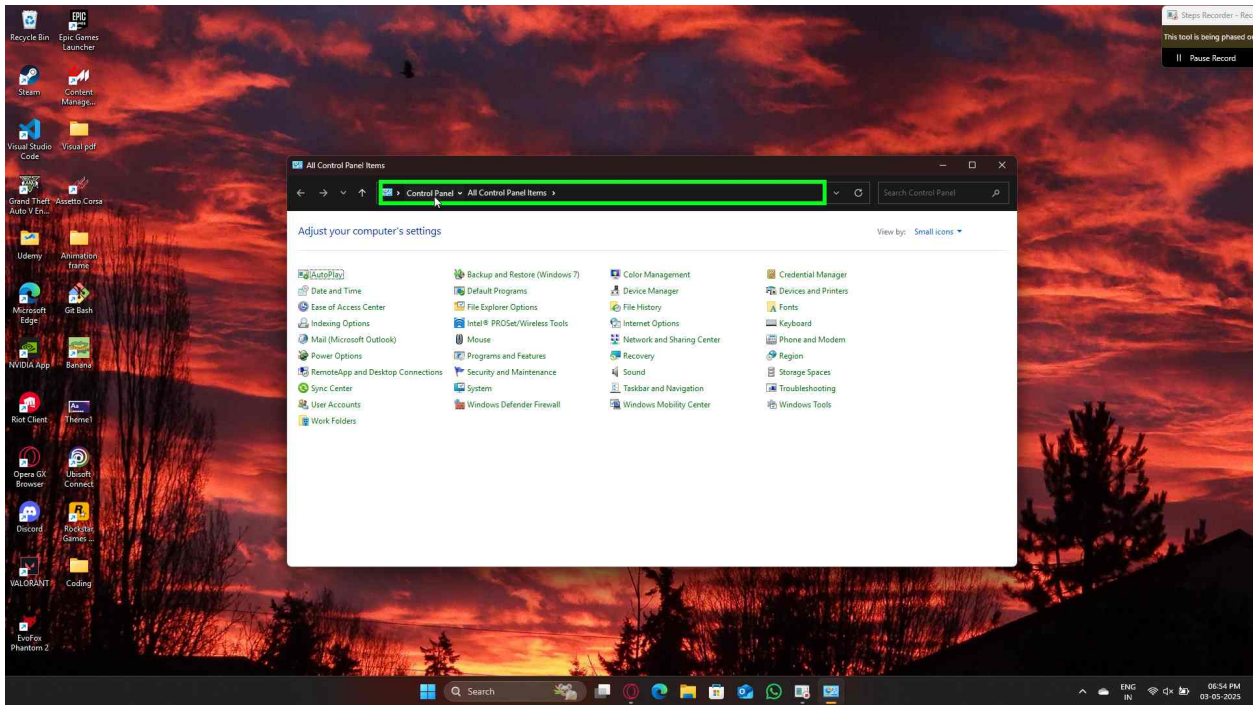 Steps Recorder - Rec
This tool is being phased o
Pause Record
Recycle Bin
Epic Games
Launcher
Steam
Content
Manage...
Visual Studio
Code
Visual pdf
Grand Theft
Auto V En...
Assetto Corsa
Udemy
Animation
frame
Microsoft
Edge
Git Bash
NVIDIA App
Banana
Riot Client
Theme1
Opera GX
Browser
Ubisoft
Connect
Discord
Rockstar
Games ...
VALORANT
Coding
EvoFox
Phantom 2
All Control Panel Items
Control Panel All Control Panel Items
Search Control Panel
Adjust your computer's settings
View by: Small icons
AutoPlay Backup and Restore (Windows 7) Color Management Credential Manager
Date and Time Default Programs Device Manager Devices and Printers
Ease of Access Center File Explorer Options File History Fonts
Indexing Options Intel® PROSet/Wireless Tools Internet Options Keyboard
Mail (Microsoft Outlook) Mouse Network and Sharing Center Phone and Modem
Power Options Programs and Features Recovery Region
RemoteApp and Desktop Connections Security and Maintenance Sound Storage Spaces
Sync Center System Taskbar and Navigation Troubleshooting
User Accounts Windows Defender Firewall Windows Mobility Center Windows Tools
Work Folders
Search
ENG
IN
06:54 PM
03-05-2025